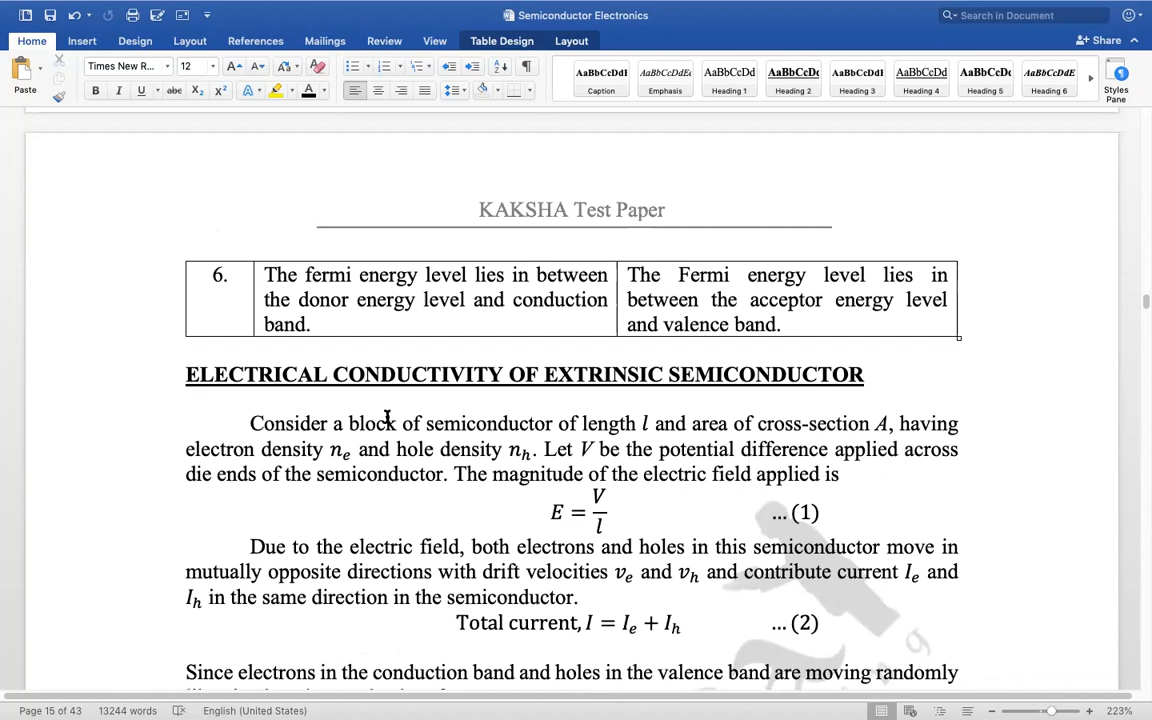 Semiconductor Electronics
Search in Document
Home Insert Design Layout References Mailings Review View Table Design Layout
Share
Paste
Times New R... 12
AaBbCcDdI AaBbCcDdEe AaBbCcDd AaBbCcDc AaBbCcDdI AaBbCcDd AaBbCcDd AaBbCcDdE
Caption Emphasis Heading 1 Heading 2 Heading 3 Heading 4 Heading 5 Heading 6
Styles
Pane
KAKSHA Test Paper
6. The fermi energy level lies in between The Fermi energy level lies in
the donor energy level and conduction between the acceptor energy level
band. and valence band.
ELECTRICAL CONDUCTIVITY OF EXTRINSIC SEMICONDUCTOR
Consider a block of semiconductor of length l and area of cross-section A, having
electron density nₑ and hole density nₕ. Let V be the potential difference applied across
die ends of the semiconductor. The magnitude of the electric field applied is
E = V/l ... (1)
Due to the electric field, both electrons and holes in this semiconductor move in
mutually opposite directions with drift velocities vₑ and vₕ and contribute current Iₑ and
Iₕ in the same direction in the semiconductor.
Total current, I = Iₑ + Iₕ ... (2)
Since electrons in the conduction band and holes in the valence band are moving randomly
Page 15 of 43 13244 words English (United States) 223%